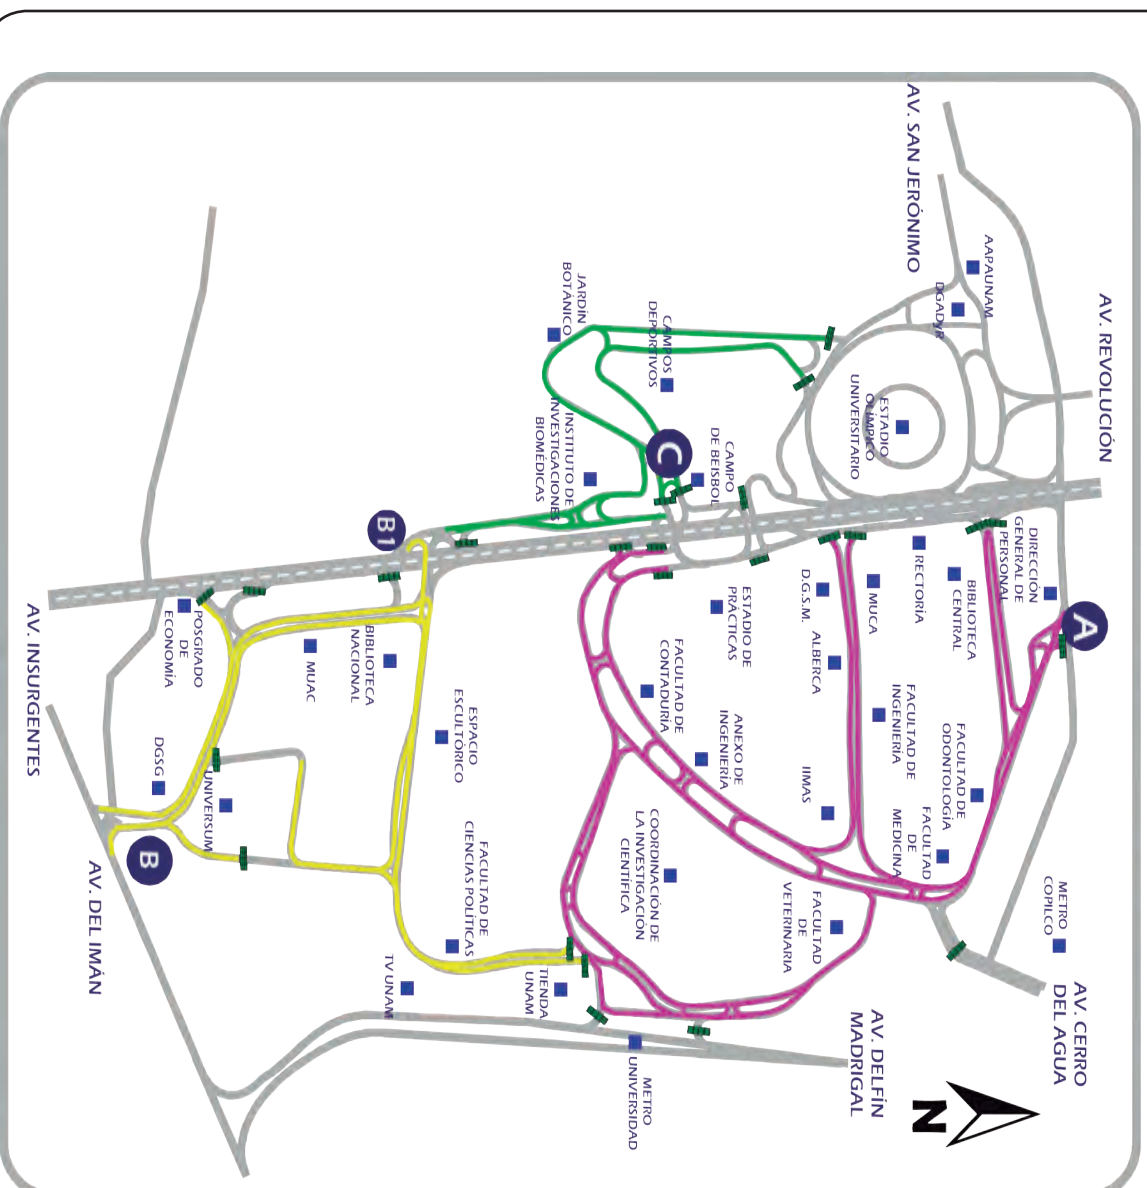 AV. REVOLUCIÓN
AV. SAN JERÓNIMO
AAPAUNAM
DGADyR
ESTADIO
OLÍMPICO
UNIVERSITARIO
DIRECCIÓN
GENERAL DE
PERSONAL
A
BIBLIOTECA
CENTRAL
RECTORÍA
MUCA
D.G.S.M.
ALBERCA
FACULTAD DE
INGENIERÍA
FACULTAD DE
ODONTOLOGÍA
FACULTAD
DE
MEDICINA
METRO
COPILCO
AV. CERRO
DEL AGUA
IIMAS
FACULTAD
DE
VETERINARIA
AV. DELFÍN
MADRIGAL
N
CAMPO
DE BEISBOL
ESTADIO DE
PRÁCTICAS
ANEXO DE
INGENIERÍA
CAMPOS
DEPORTIVOS
C
FACULTAD DE
CONTADURÍA
COORDINACIÓN DE
LA INVESTIGACIÓN
CIENTÍFICA
METRO
UNIVERSIDAD
JARDÍN
BOTÁNICO
INSTITUTO DE
INVESTIGACIONES
BIOMÉDICAS
TIENDA
UNAM
FACULTAD DE
CIENCIAS POLÍTICAS
ESPACIO
ESCULTÓRICO
TV UNAM
B1
BIBLIOTECA
NACIONAL
MUAC
UNIVERSUM
POSGRADO
DE
ECONOMÍA
DGSG
B
AV. DEL IMÁN
AV. INSURGENTES